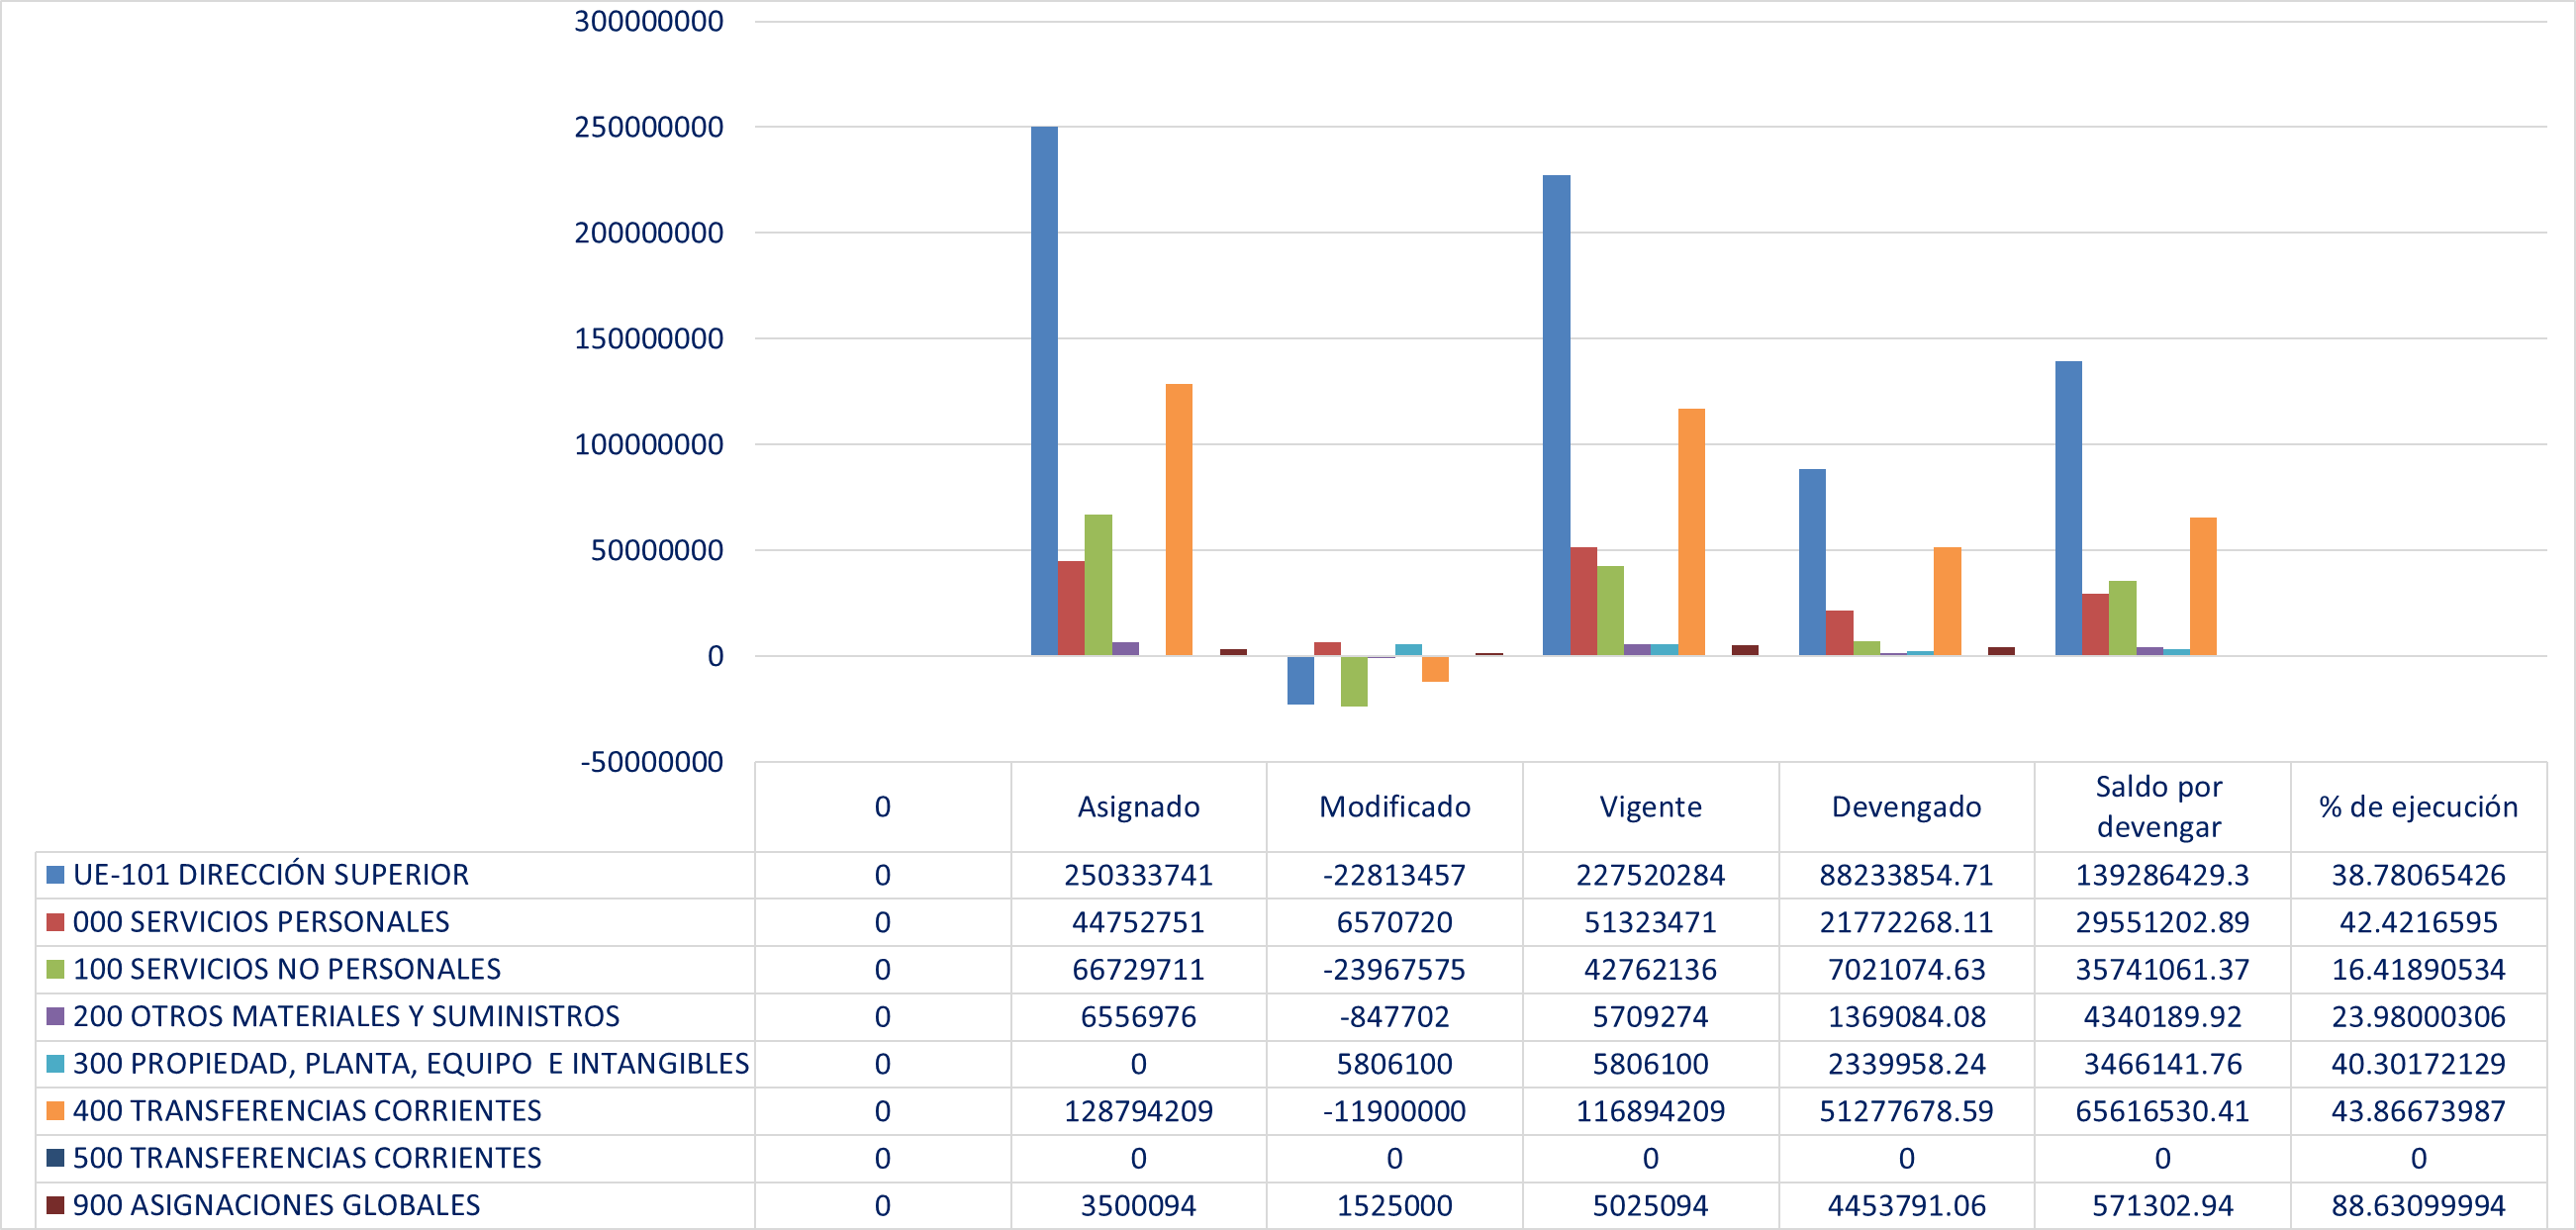 300000000
250000000
200000000
150000000
100000000
50000000
0
-50000000
0 Asignado Modificado Vigente Devengado Saldo por devengar % de ejecución
UE-101 DIRECCIÓN SUPERIOR 0 250333741 -22813457 227520284 88233854.71 139286429.3 38.78065426
000 SERVICIOS PERSONALES 0 44752751 6570720 51323471 21772268.11 29551202.89 42.4216595
100 SERVICIOS NO PERSONALES 0 66729711 -23967575 42762136 7021074.63 35741061.37 16.41890534
200 OTROS MATERIALES Y SUMINISTROS 0 6556976 -847702 5709274 1369084.08 4340189.92 23.98000306
300 PROPIEDAD, PLANTA, EQUIPO  E INTANGIBLES 0 0 5806100 5806100 2339958.24 3466141.76 40.30172129
400 TRANSFERENCIAS CORRIENTES 0 128794209 -11900000 116894209 51277678.59 65616530.41 43.86673987
500 TRANSFERENCIAS CORRIENTES 0 0 0 0 0 0 0
900 ASIGNACIONES GLOBALES 0 3500094 1525000 5025094 4453791.06 571302.94 88.63099994